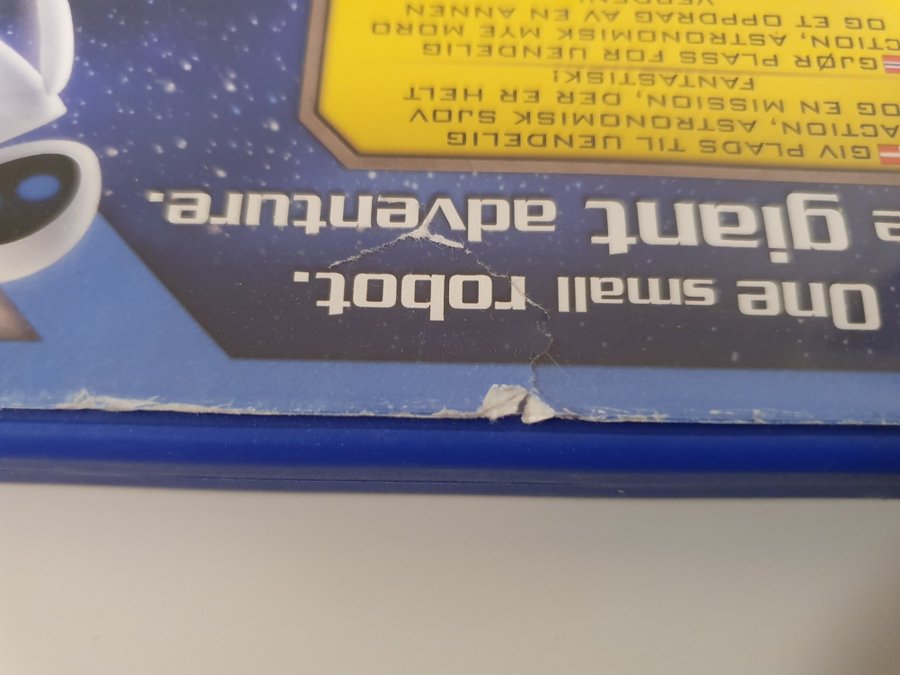 One small robot.
e giant adventure.
GIV PLADS TIL UENDELIG
ACTION, ASTRONOMISK SJOV
OG EN MISSION, DER ER HELT
FANTASTISK!
GJØR PLASS FOR UENDELIG
CTION, ASTRONOMISK MYE MORO
OG ET OPPDRAG AV EN ANNEN